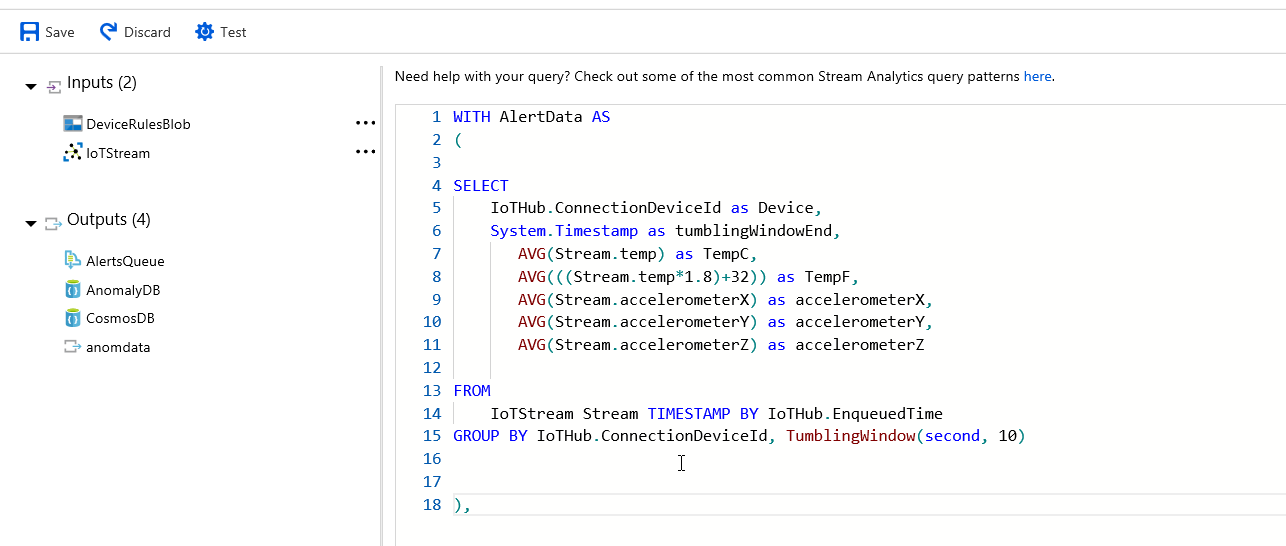 Save Discard Test
Inputs (2)
DeviceRulesBlob
IoTStream
Outputs (4)
AlertsQueue
AnomalyDB
CosmosDB
anomdata
Need help with your query? Check out some of the most common Stream Analytics query patterns here.
1 WITH AlertData AS
2 (
3
4 SELECT
5 IoTHub.ConnectionDeviceId as Device,
6 System.Timestamp as tumblingWindowEnd,
7 AVG(Stream.temp) as TempC,
8 AVG(((Stream.temp*1.8)+32)) as TempF,
9 AVG(Stream.accelerometerX) as accelerometerX,
10 AVG(Stream.accelerometerY) as accelerometerY,
11 AVG(Stream.accelerometerZ) as accelerometerZ
12
13 FROM
14 IoTStream Stream TIMESTAMP BY IoTHub.EnqueuedTime
15 GROUP BY IoTHub.ConnectionDeviceId, TumblingWindow(second, 10)
16
17
18 ),